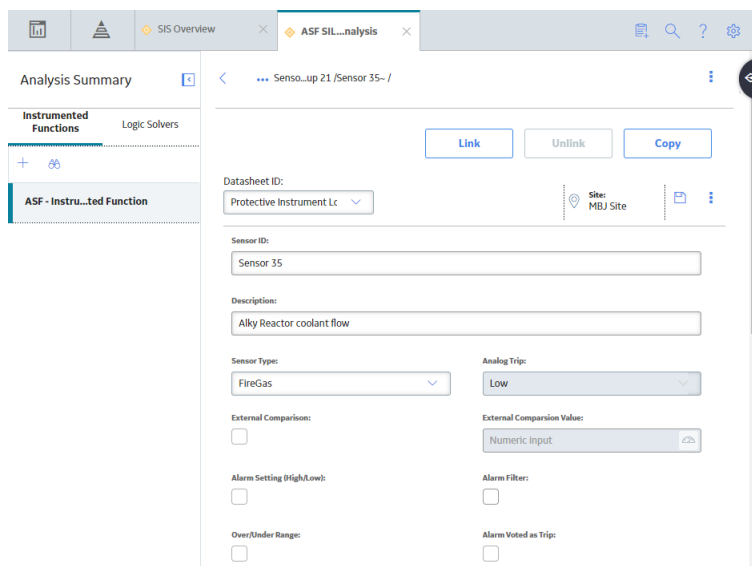 SIS Overview
ASF SIL...nalysis
Analysis Summary
Senso...up 21 /Sensor 35~ /
Instrumented
Functions
Logic Solvers
Link
Unlink
Copy
ASF - Instru...ted Function
Datasheet ID:
Protective Instrument Lc
Site:
MBJ Site
Sensor ID:
Sensor 35
Description:
Alky Reactor coolant flow
Sensor Type:
Analog Trip:
FireGas
Low
External Comparison:
External Comparsion Value:
Numeric input
Alarm Setting (High/Low):
Alarm Filter:
Over/Under Range:
Alarm Voted as Trip: